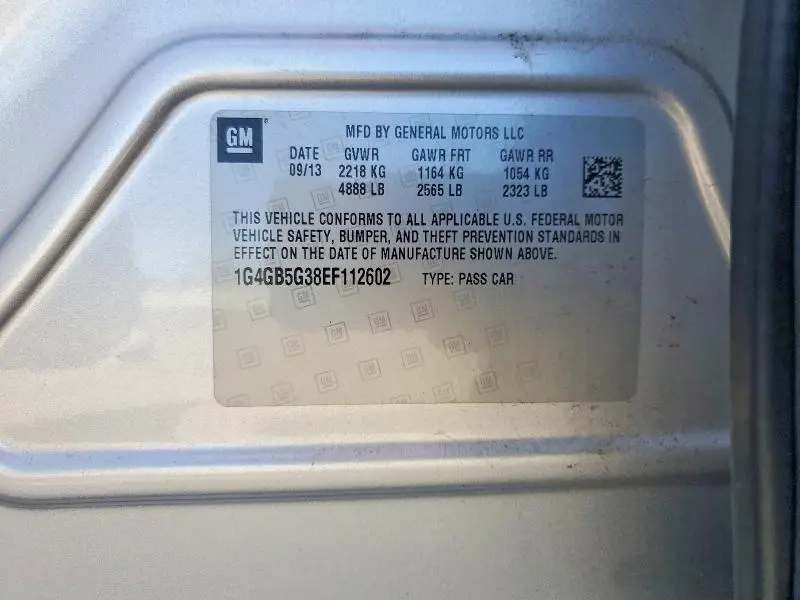 GM® MFD BY GENERAL MOTORS LLC
DATE GVWR GAWR FRT GAWR RR
09/13 2218 KG 1164 KG 1054 KG
4888 LB 2565 LB 2323 LB
THIS VEHICLE CONFORMS TO ALL APPLICABLE U.S. FEDERAL MOTOR
VEHICLE SAFETY, BUMPER, AND THEFT PREVENTION STANDARDS IN
EFFECT ON THE DATE OF MANUFACTURE SHOWN ABOVE.
1G4GB5G38EF112602 TYPE: PASS CAR